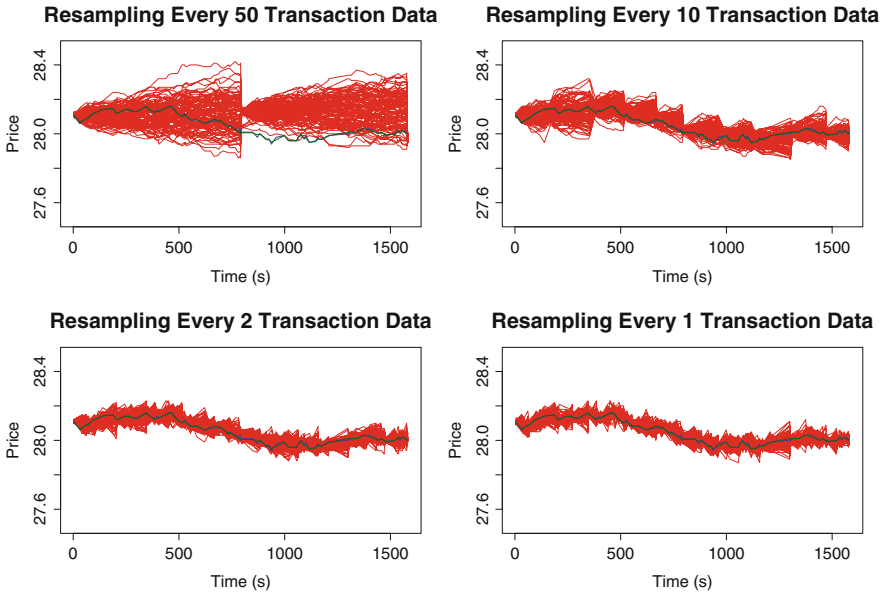 Resampling Every 50 Transaction Data
Price
28.4
28.0
27.6
0
500
1000
1500
Time (s)
Resampling Every 10 Transaction Data
Price
28.4
28.0
27.6
0
500
1000
1500
Time (s)
Resampling Every 2 Transaction Data
Price
28.4
28.0
27.6
0
500
1000
1500
Time (s)
Resampling Every 1 Transaction Data
Price
28.4
28.0
27.6
0
500
1000
1500
Time (s)